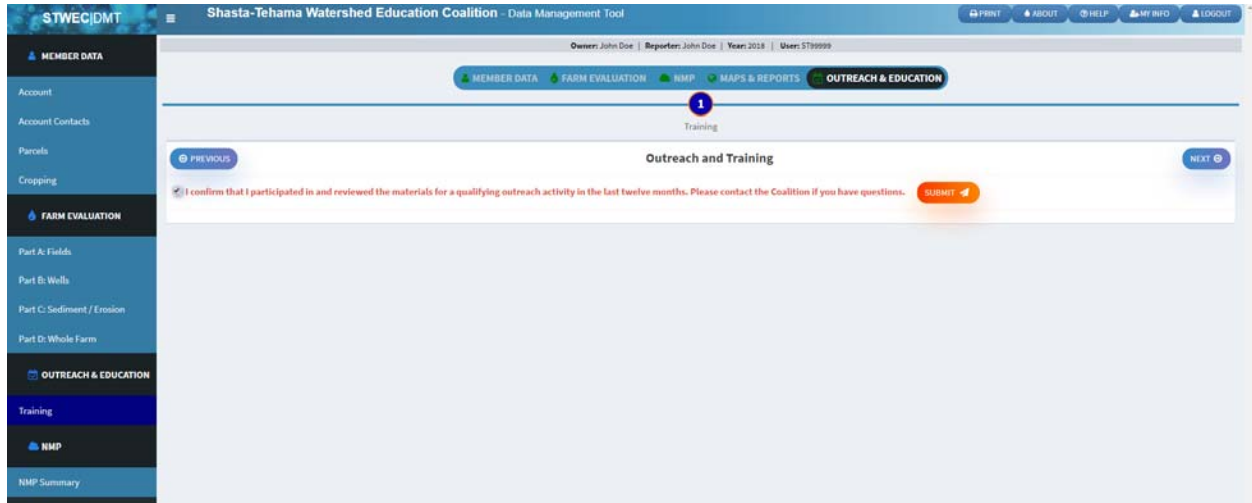 STWEC|DMT
Shasta-Tehama Watershed Education Coalition - Data Management Tool
PRINT ABOUT HELP MY INFO LOGOUT
Owner: John Doe | Reporter: John Doe | Year: 2018 | User: ST99999
MEMBER DATA FARM EVALUATION NMP MAPS & REPORTS OUTREACH & EDUCATION
1
Training
PREVIOUS
Outreach and Training
NEXT
I confirm that I participated in and reviewed the materials for a qualifying outreach activity in the last twelve months. Please contact the Coalition if you have questions. SUBMIT
MEMBER DATA
Account
Account Contacts
Parcels
Cropping
FARM EVALUATION
Part A: Fields
Part B: Wells
Part C: Sediment / Erosion
Part D: Whole Farm
OUTREACH & EDUCATION
Training
NMP
NMP Summary